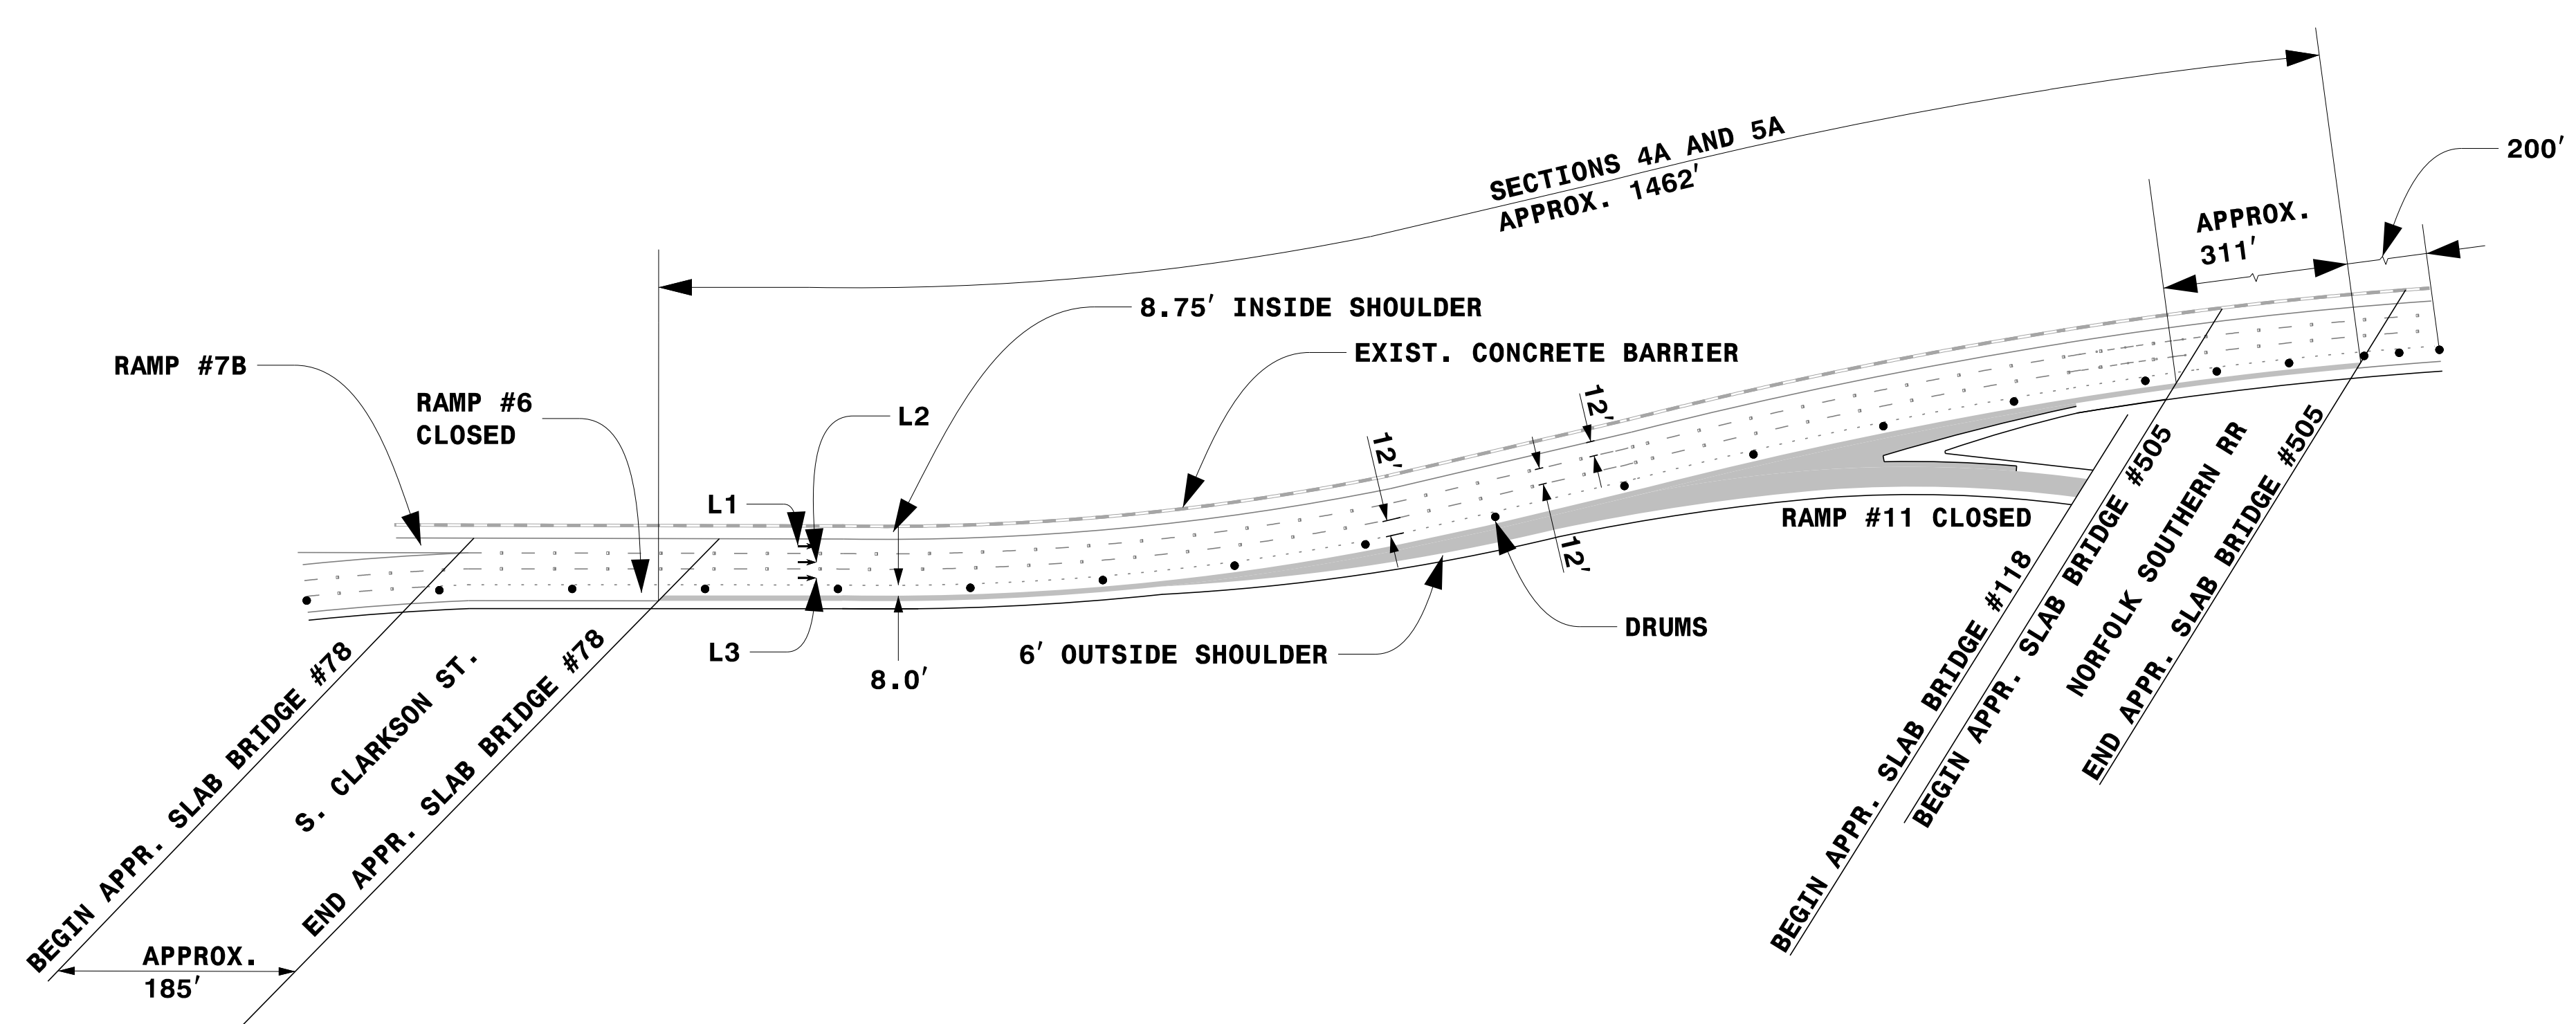 SECTIONS 4A AND 5A
APPROX. 1462′
200′
APPROX.
311′
8.75′ INSIDE SHOULDER
EXIST. CONCRETE BARRIER
RAMP #7B
RAMP #6
CLOSED
L2
L1
12′
12′
12′
RAMP #11 CLOSED
DRUMS
L3
6′ OUTSIDE SHOULDER
8.0′
BEGIN APPR. SLAB BRIDGE #78
S. CLARKSON ST.
END APPR. SLAB BRIDGE #78
BEGIN APPR. SLAB BRIDGE #118
BEGIN APPR. SLAB BRIDGE #505
NORFOLK SOUTHERN RR
END APPR. SLAB BRIDGE #505
APPROX.
185′